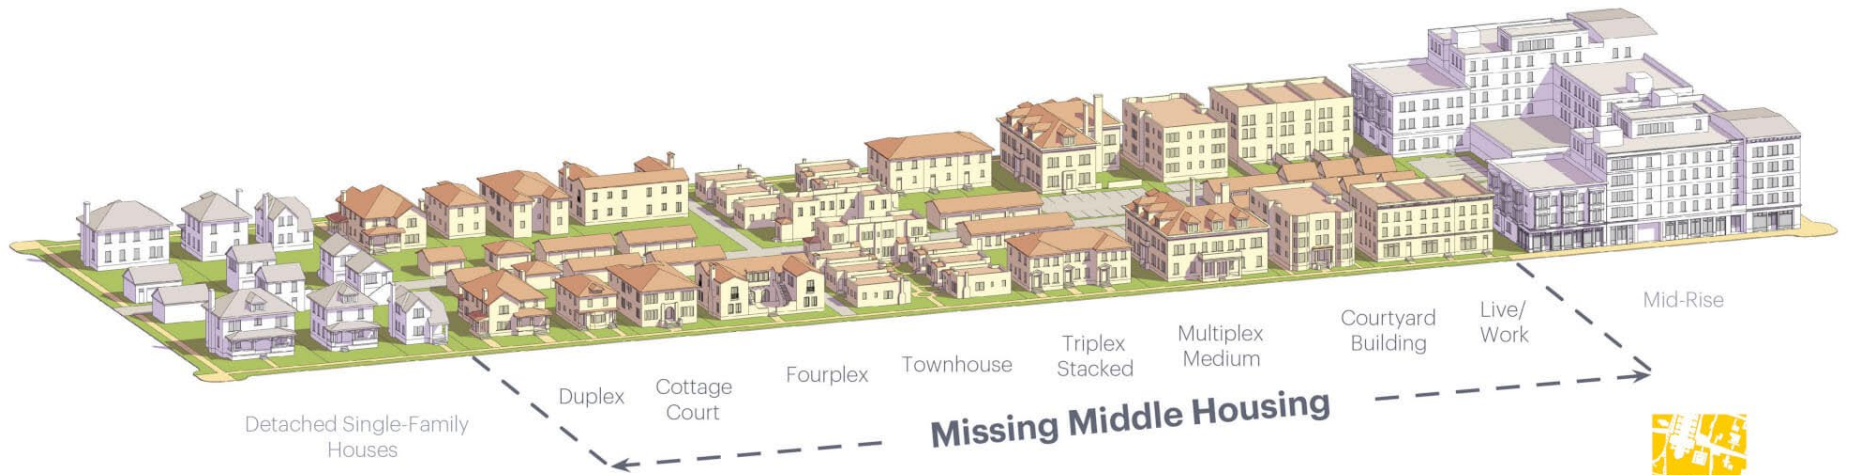 Detached Single-Family
Houses
Duplex
Cottage
Court
Fourplex
Townhouse
Triplex
Stacked
Multiplex
Medium
Courtyard
Building
Live/
Work
Mid-Rise
Missing Middle Housing